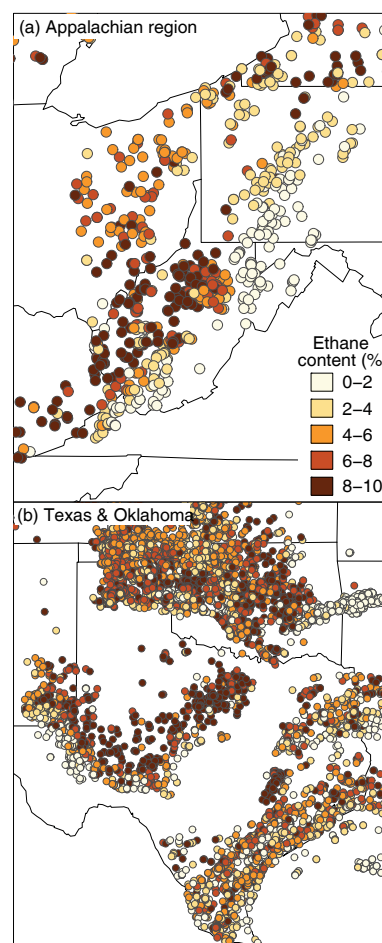 (a) Appalachian region
Ethane
content (%
0–2
2–4
4–6
6–8
8–10
(b) Texas & Oklahoma